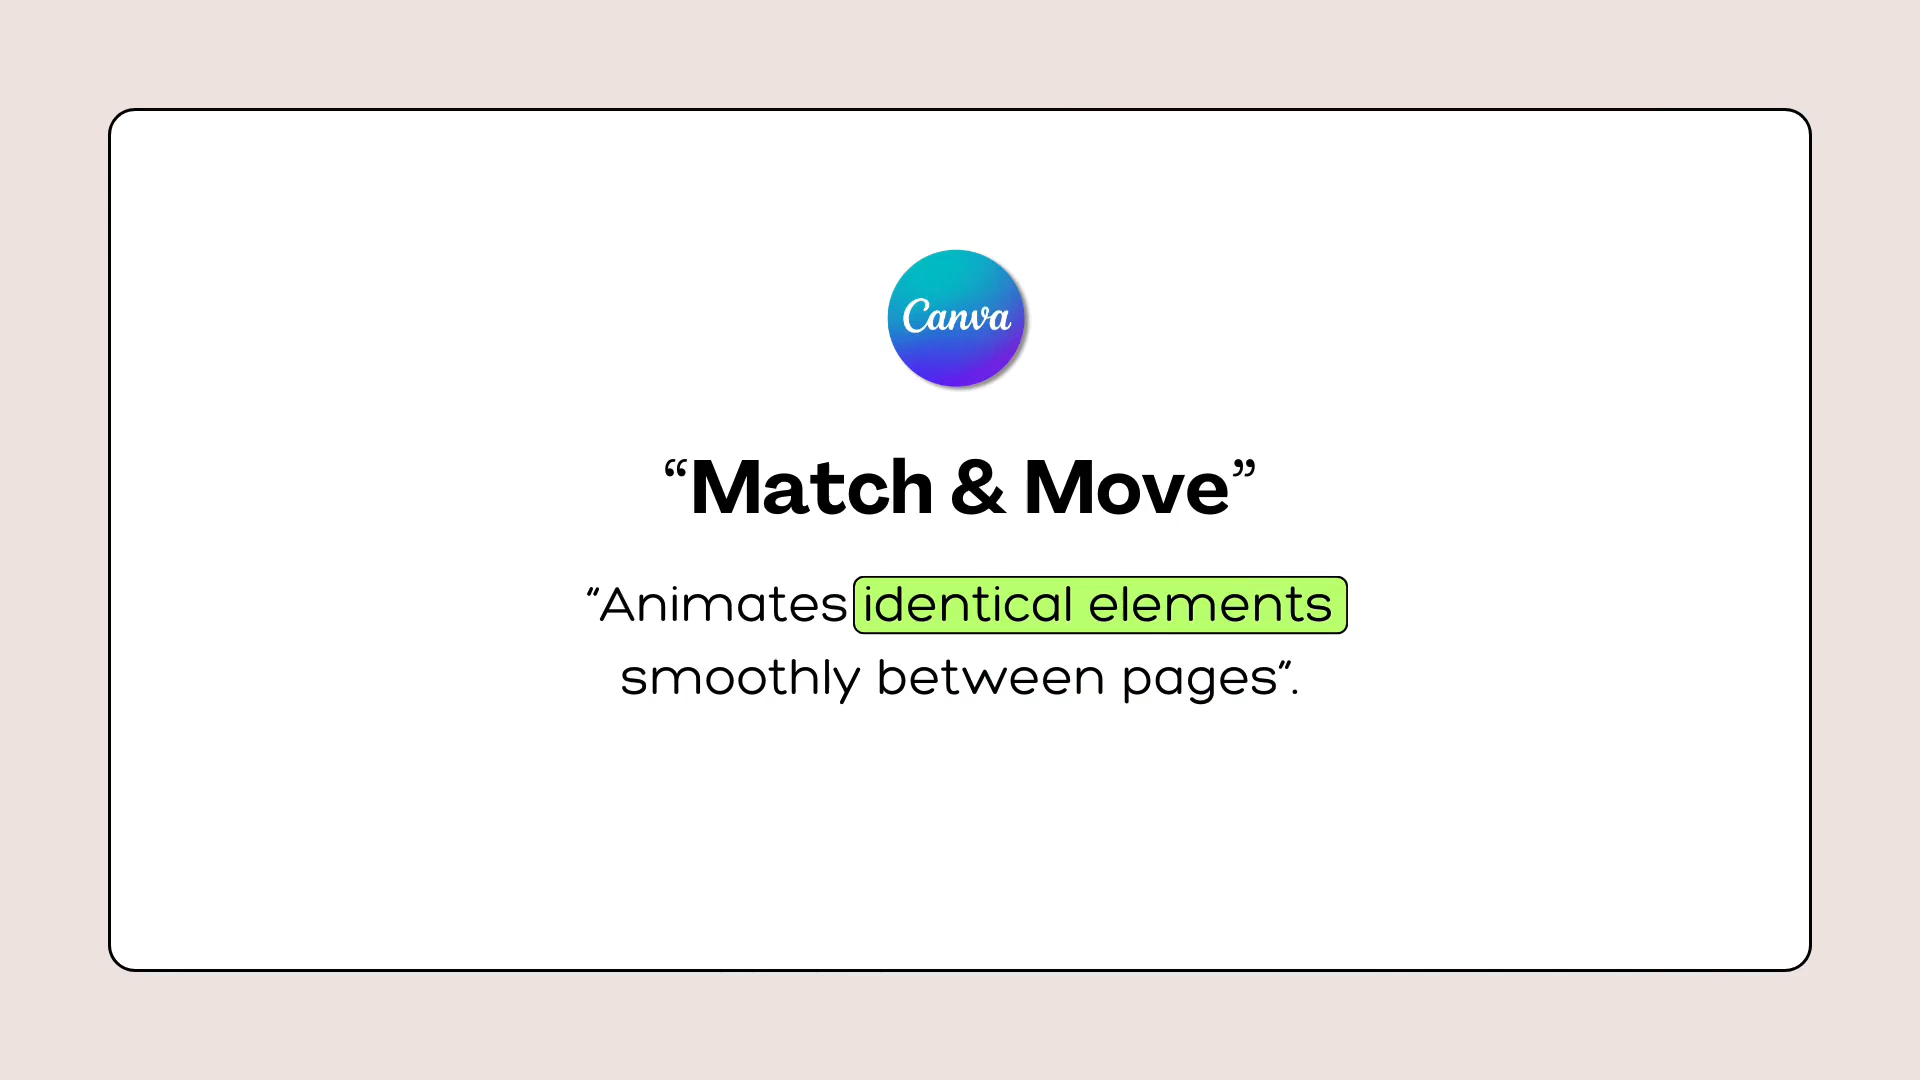 Canva
“Match & Move”
“Animates identical elements
smoothly between pages”.